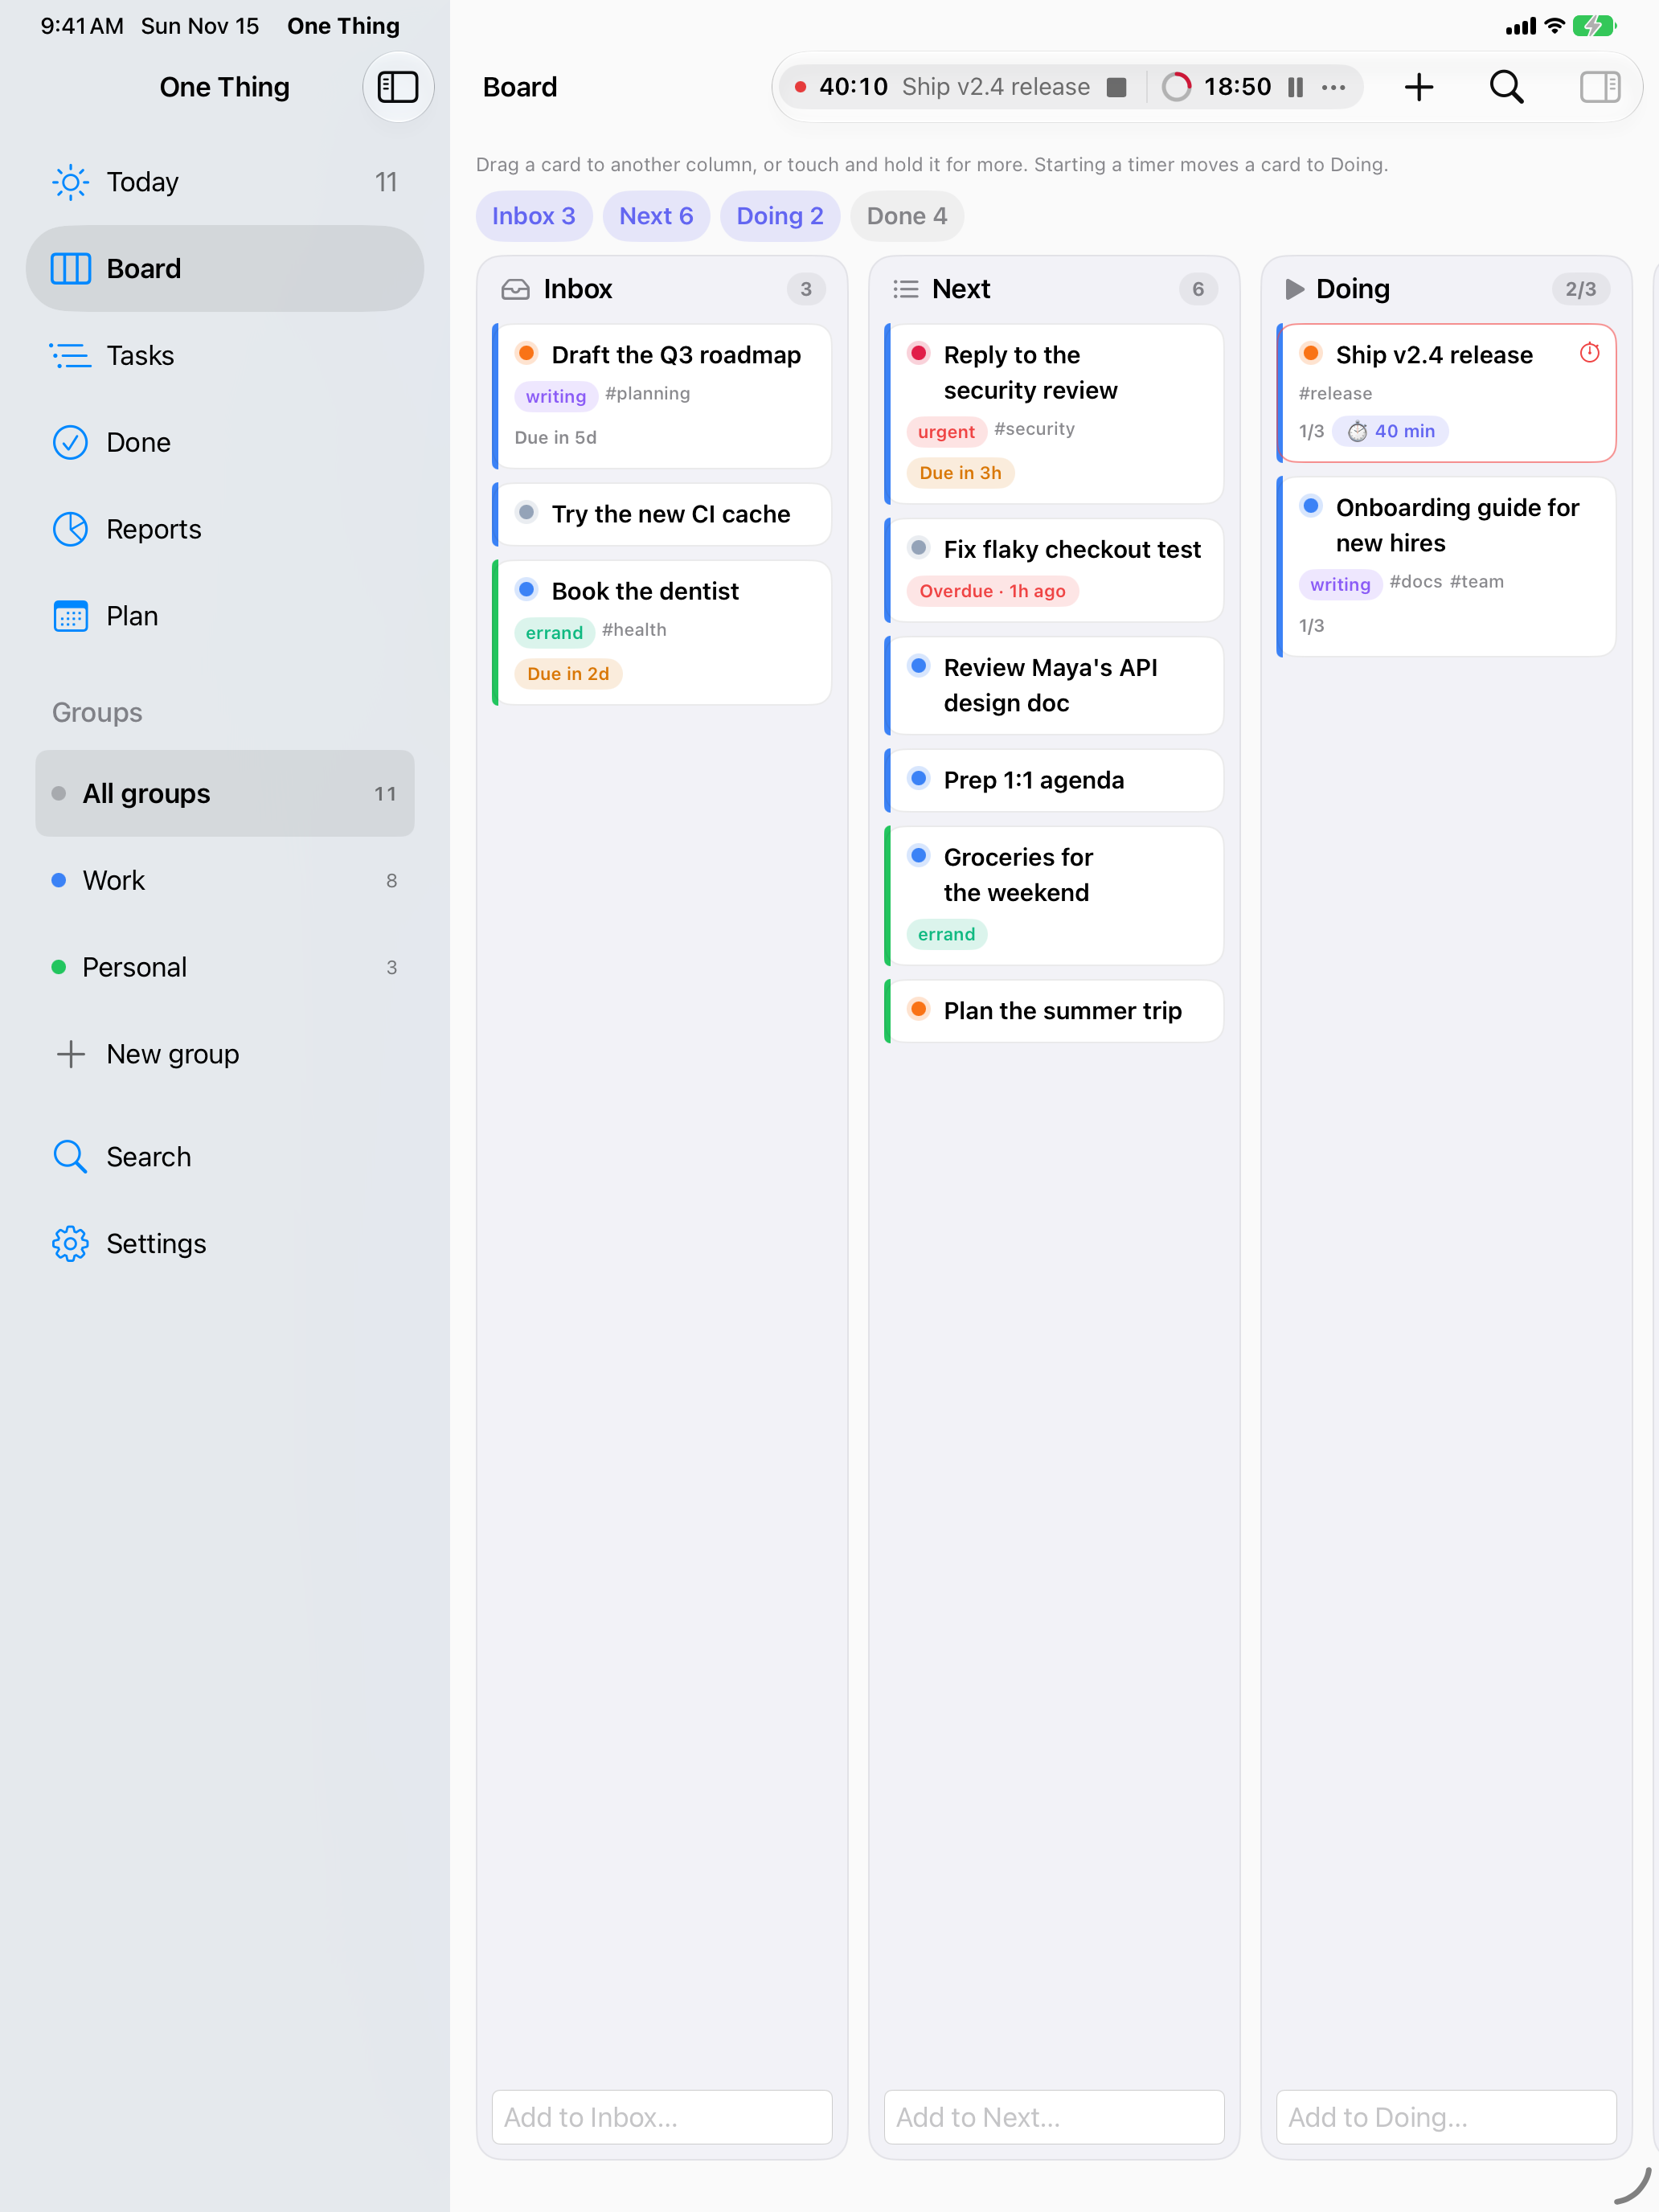 9:41 AM Sun Nov 15 One Thing
One Thing
Today 11
Board
Tasks
Done
Reports
Plan
Groups
All groups 11
Work 8
Personal 3
New group
Search
Settings
Board
40:10 Ship v2.4 release
18:50
Drag a card to another column, or touch and hold it for more. Starting a timer moves a card to Doing.
Inbox 3
Next 6
Doing 2
Done 4
Inbox 3
Draft the Q3 roadmap
writing #planning
Due in 5d
Try the new CI cache
Book the dentist
errand #health
Due in 2d
Add to Inbox...
Next 6
Reply to the
security review
urgent #security
Due in 3h
Fix flaky checkout test
Overdue · 1h ago
Review Maya's API
design doc
Prep 1:1 agenda
Groceries for
the weekend
errand
Plan the summer trip
Add to Next...
Doing 2/3
Ship v2.4 release
#release
1/3 40 min
Onboarding guide for
new hires
writing #docs #team
1/3
Add to Doing...